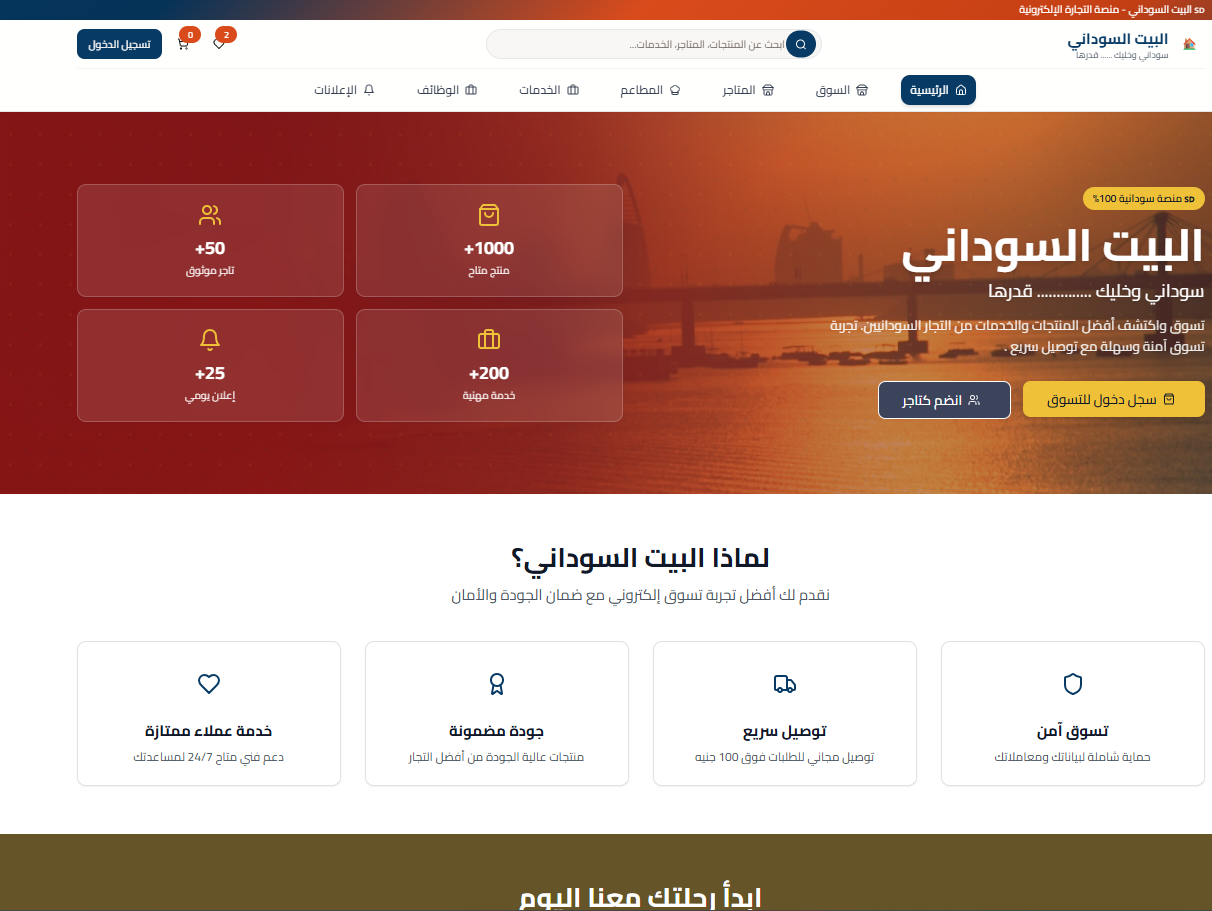 SD البيت السوداني - منصة التجارة الإلكترونية
البيت السوداني
سوداني وخليك ...... قدرها
ابحث عن المنتجات، المتاجر، الخدمات...
2
0
تسجيل الدخول
الرئيسية
السوق
المتاجر
المطاعم
الخدمات
الوظائف
الإعلانات
SD منصة سودانية 100%
البيت السوداني
سوداني وخليك .............. قدرها
تسوق واكتشف أفضل المنتجات والخدمات من التجار السودانيين. تجربة
تسوق آمنة وسهلة مع توصيل سريع .
سجل دخول للتسوق
انضم كتاجر
1000+
منتج متاح
50+
تاجر موثوق
200+
خدمة مهنية
25+
إعلان يومي
لماذا البيت السوداني؟
نقدم لك أفضل تجربة تسوق إلكتروني مع ضمان الجودة والأمان
تسوق آمن
حماية شاملة لبياناتك ومعاملاتك
توصيل سريع
توصيل مجاني للطلبات فوق 100 جنيه
جودة مضمونة
منتجات عالية الجودة من أفضل التجار
خدمة عملاء ممتازة
دعم فني متاح 24/7 لمساعدتك
ابدأ رحلتك معنا اليوم